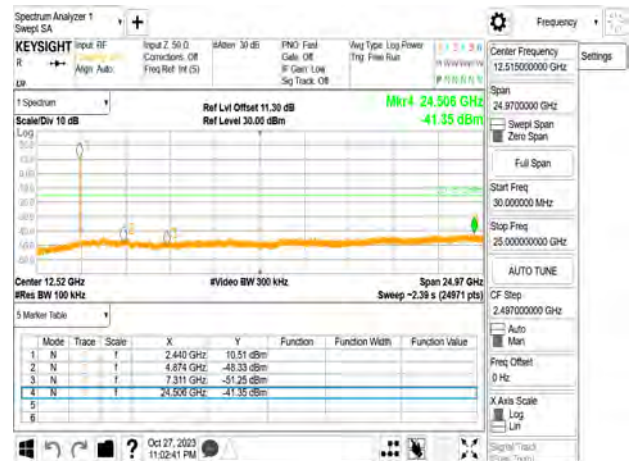 Spectrum Analyzer 1
Swept SA
Frequency
KEYSIGHT
Input: RF
Input Z: 50 Ω
#Atten: 30 dB
PNO: Fast
Avg Type: Log-Power
R
Corrections: Off
Gate: Off
Trig: Free Run
Align: Auto
Freq Ref: Int (S)
IF Gain: Low
Sig Track: Off
Center Frequency
12.515000000 GHz
Settings
Span
24.9700000 GHz
Swept Span
Zero Span
Full Span
Start Freq
30.000000 MHz
Stop Freq
25.000000000 GHz
AUTO TUNE
CF Step
2.497000000 GHz
Auto
Man
Freq Offset
0 Hz
X Axis Scale
Log
Lin
Signal Track
1 Spectrum
Scale/Div 10 dB
Ref Lvl Offset 11.30 dB
Ref Level 30.00 dBm
Mkr4 24.506 GHz
-41.35 dBm
Log
Center 12.52 GHz
#Video BW 300 kHz
Span 24.97 GHz
#Res BW 100 kHz
Sweep ~2.39 s (24971 pts)
5 Marker Table
Mode Trace Scale X Y Function Function Width Function Value
1 N 1 f 2.440 GHz 10.51 dBm
2 N 1 f 4.874 GHz -48.33 dBm
3 N 1 f 7.311 GHz -51.25 dBm
4 N 1 f 24.506 GHz -41.35 dBm
5
6
Oct 27, 2023
11:02:41 PM